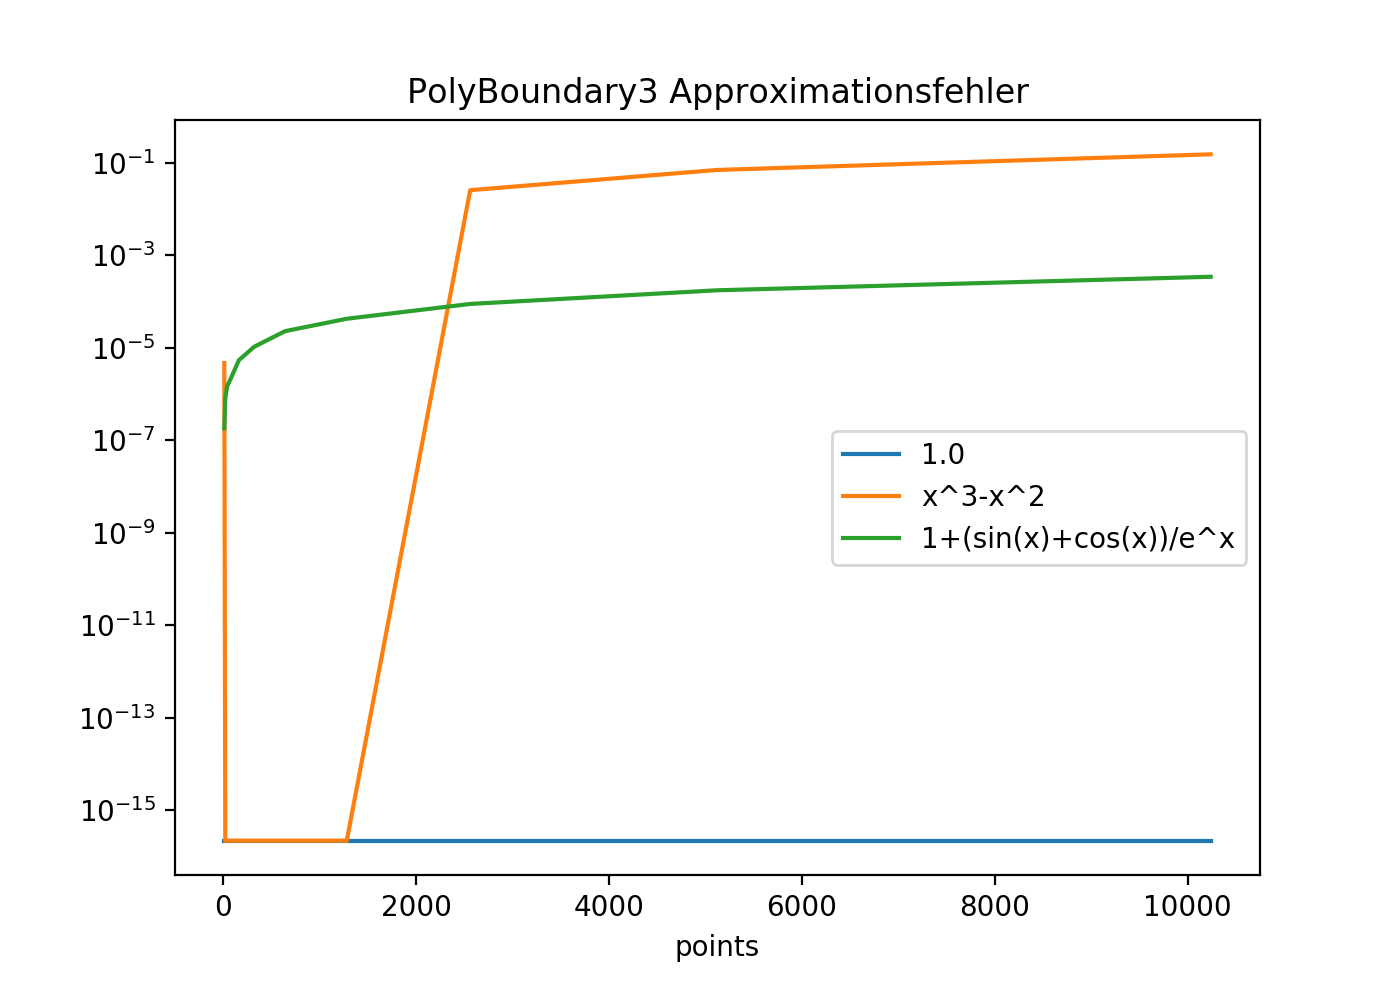 PolyBoundary3 Approximationsfehler
10⁻¹
10⁻³
10⁻⁵
10⁻⁷
10⁻⁹
10⁻¹¹
10⁻¹³
10⁻¹⁵
1.0
x^3-x^2
1+(sin(x)+cos(x))/e^x
0 2000 4000 6000 8000 10000
points